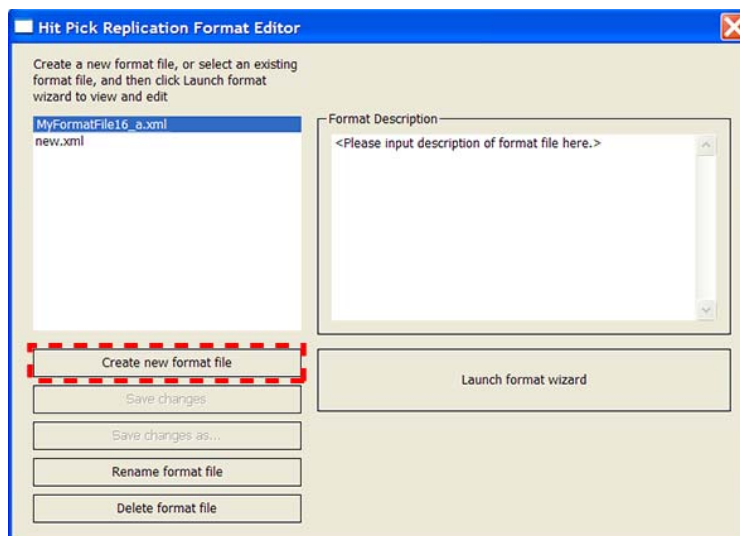 Hit Pick Replication Format Editor
Create a new format file, or select an existing
format file, and then click Launch format
wizard to view and edit
MyFormatFile16_a.xml
new.xml
Format Description
<Please input description of format file here.>
Create new format file
Save changes
Save changes as...
Rename format file
Delete format file
Launch format wizard